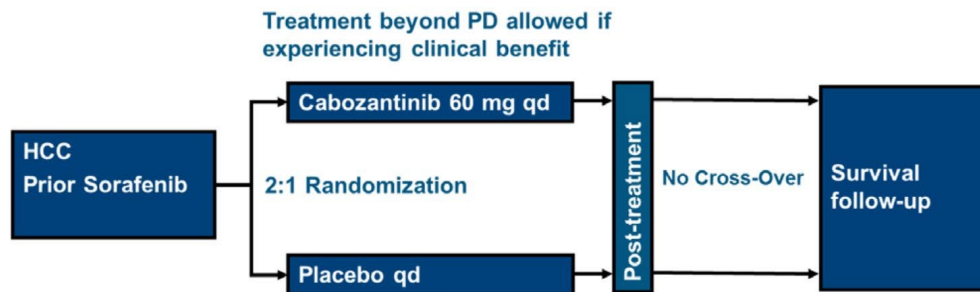 Treatment beyond PD allowed if
experiencing clinical benefit
Cabozantinib 60 mg qd
HCC
Prior Sorafenib
2:1 Randomization
Placebo qd
Post-treatment
No Cross-Over
Survival
follow-up